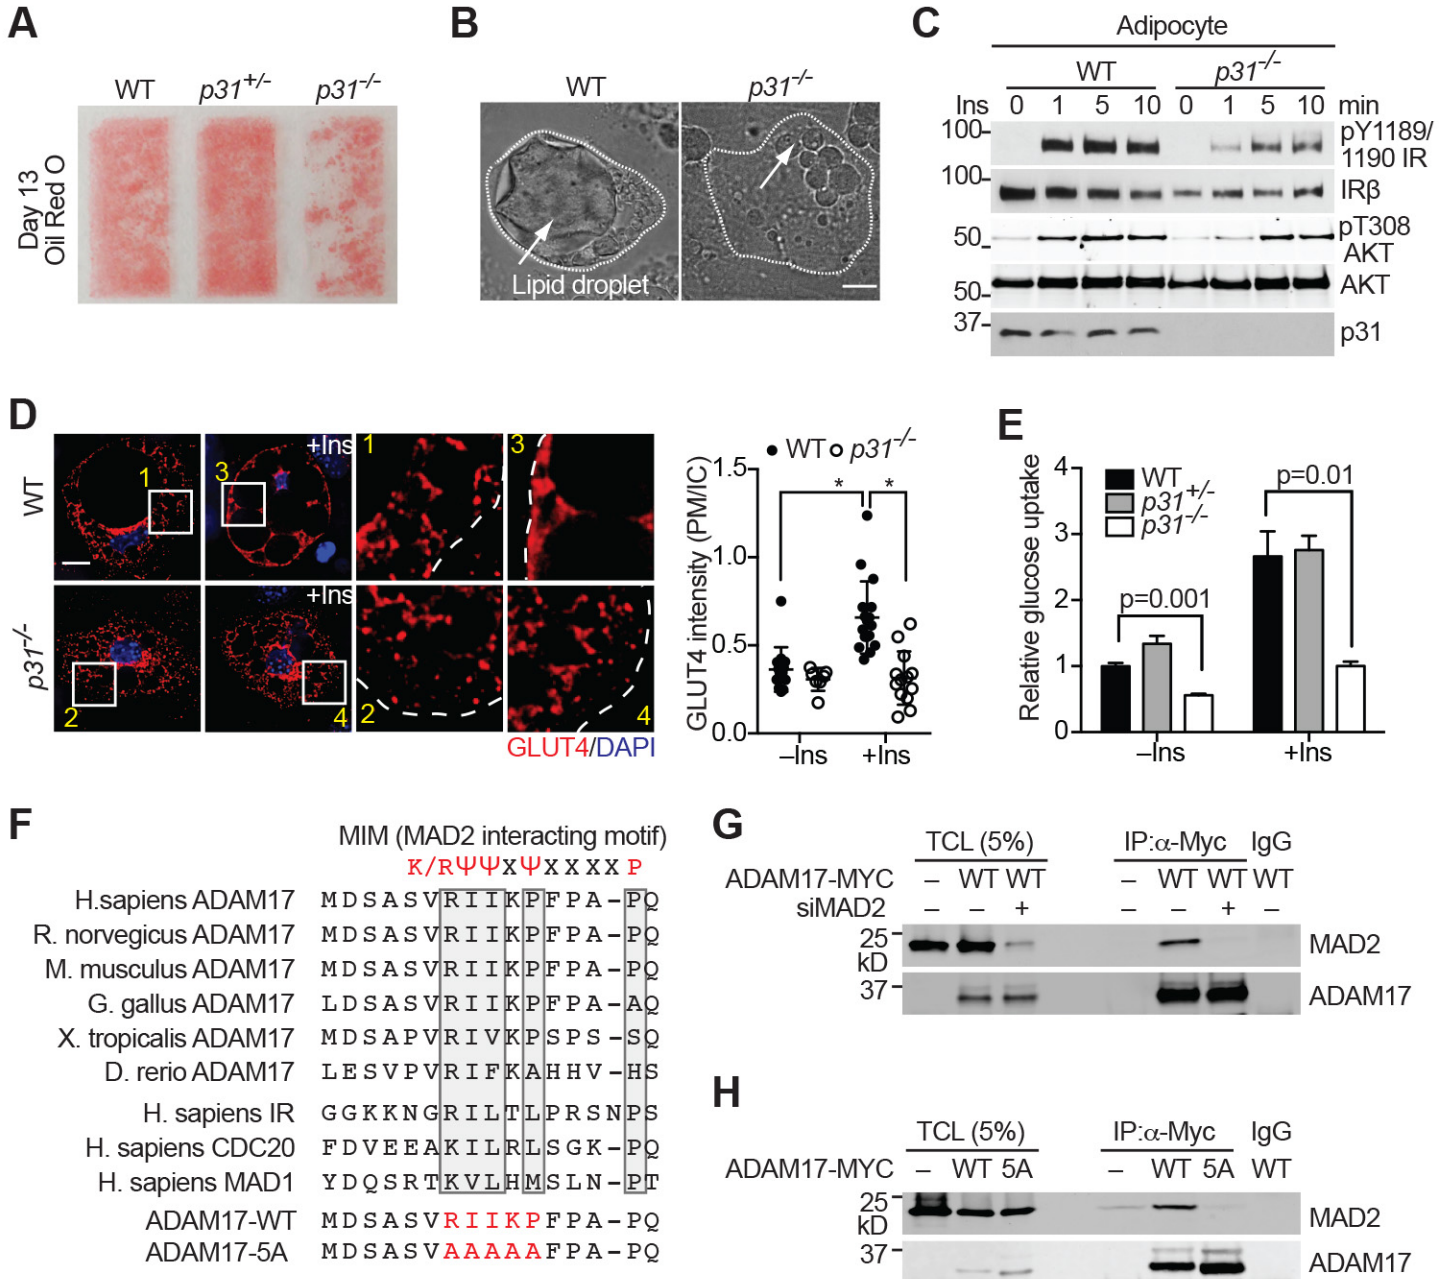 A
WT p31+/- p31-/-
Day 13
Oil Red O
B
WT p31-/-
Lipid droplet
C
Adipocyte
WT p31-/-
Ins 0 1 5 10 0 1 5 10 min
100 pY1189/
1190 IR
100 IRβ
50 pT308
AKT
50 AKT
37 p31
D
WT
p31-/-
1
3
+Ins
1
3
2
+Ins
4
2
4
GLUT4/DAPI
● WT ○ p31-/-
GLUT4 intensity (PM/IC)
1.5
1.0
0.5
0.0
* *
–Ins +Ins
E
Relative glucose uptake
4
3
2
1
0
WT
p31+/-
p31-/-
p=0.001
p=0.01
–Ins +Ins
F
MIM (MAD2 interacting motif)
K/RΨΨXΨXXXXP
H.sapiens ADAM17 MDSASVRIIKPFPA-PQ
R. norvegicus ADAM17 MDSASVRIIKPFPA-PQ
M. musculus ADAM17 MDSASVRIIKPFPA-PQ
G. gallus ADAM17 LDSASVRIIKPFPA-AQ
X. tropicalis ADAM17 MDSAPVRIVKPSPS-SQ
D. rerio ADAM17 LESVPVRIFKAHHV-HS
H. sapiens IR GGKKNGRILTLPRSNPS
H. sapiens CDC20 FDVEEAKILRLSGK-PQ
H. sapiens MAD1 YDQSRTKVLHMSLN-PT
ADAM17-WT MDSASVRIIKPFPA-PQ
ADAM17-5A MDSASVAAAAAFPA-PQ
G
TCL (5%) IP:α-Myc IgG
ADAM17-MYC – WT WT – WT WT WT
siMAD2 – – + – – + –
25
kD MAD2
37 ADAM17
H
TCL (5%) IP:α-Myc IgG
ADAM17-MYC – WT 5A – WT 5A WT
25
kD MAD2
37 ADAM17